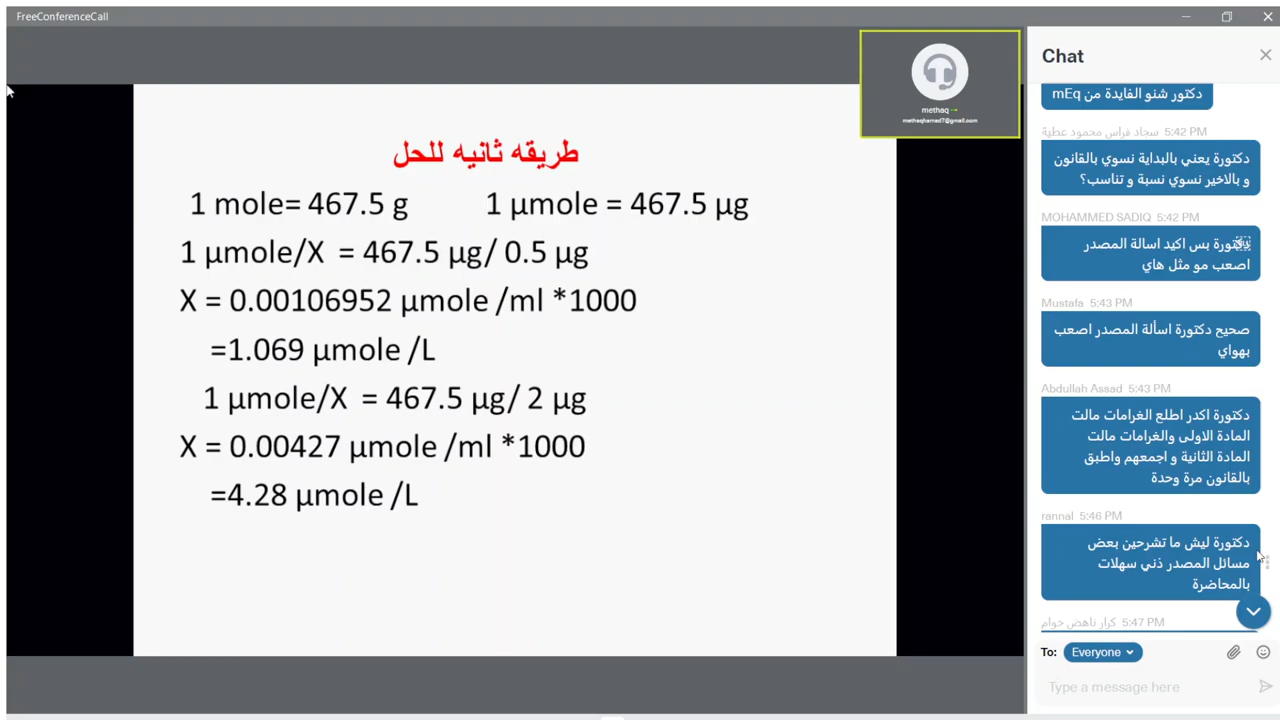 FreeConferenceCall
methaq
methaqhamad7@gmail.com
طريقه ثانيه للحل
1 mole= 467.5 g 1 µmole = 467.5 µg
1 µmole/X = 467.5 µg/ 0.5 µg
X = 0.00106952 µmole /ml *1000
=1.069 µmole /L
1 µmole/X = 467.5 µg/ 2 µg
X = 0.00427 µmole /ml *1000
=4.28 µmole /L
Chat
دكتور شنو الفايدة من mEq
سجاد فراس محمود عطية 5:42 PM
دكتورة يعني بالبداية نسوي بالقانون
و بالاخير نسوي نسبة و تناسب؟
MOHAMMED SADIQ 5:42 PM
دكتورة بس اكيد اسالة المصدر
اصعب مو مثل هاي
Mustafa 5:43 PM
صحيح دكتورة اسألة المصدر اصعب
بهواي
Abdullah Assad 5:43 PM
دكتورة اكدر اطلع الغرامات مالت
المادة الاولى والغرامات مالت
المادة الثانية و اجمعهم واطبق
بالقانون مرة وحدة
rannal 5:46 PM
دكتورة ليش ما تشرحين بعض
مسائل المصدر ذني سهلات
بالمحاضرة
كرار ناهض حوام 5:47 PM
To: Everyone
Type a message here